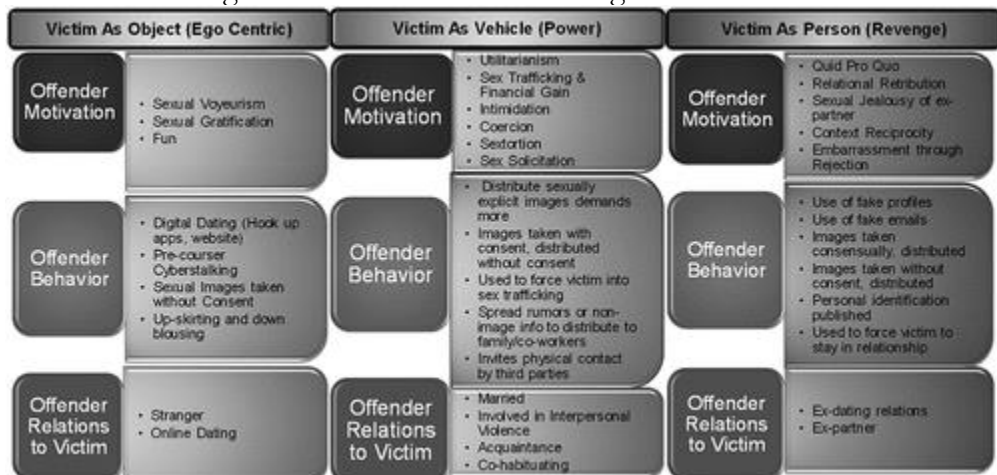 Victim As Object (Ego Centric)
Offender
Motivation
• Sexual Voyeurism
• Sexual Gratification
• Fun
Offender
Behavior
• Digital Dating (Hook up
apps, website)
• Pre-courser
Cyberstalking
• Sexual Images taken
without Consent
• Up-skirting and down
blousing
Offender
Relations
to Victim
• Stranger
• Online Dating
Victim As Vehicle (Power)
Offender
Motivation
• Utilitarianism
• Sex Trafficking &
Financial Gain
• Intimidation
• Coercion
• Sextortion
• Sex Solicitation
Offender
Behavior
• Distribute sexually
explicit images demands
more
• Images taken with
consent, distributed
without consent
• Used to force victim into
sex trafficking
• Spread rumors or non-
image info to distribute to
family/co-workers
• Invites physical contact
by third parties
Offender
Relations
to Victim
• Married
• Involved in Interpersonal
Violence
• Acquaintance
• Co-habituating
Victim As Person (Revenge)
Offender
Motivation
• Quid Pro Quo
• Relational Retribution
• Sexual Jealousy of ex-
partner
• Context Reciprocity
• Embarrassment through
Rejection
Offender
Behavior
• Use of fake profiles
• Use of fake emails
• Images taken
consensually, distributed
• Images taken without
consent, distributed
• Personal identification
published
• Used to force victim to
stay in relationship
Offender
Relations
to Victim
• Ex-dating relations
• Ex-partner